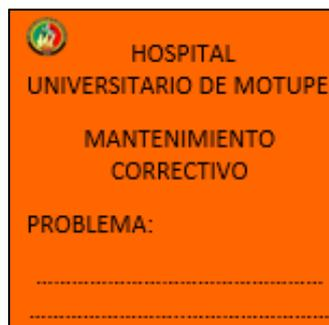 HOSPITAL
UNIVERSITARIO DE MOTUPE
MANTENIMIENTO
CORRECTIVO
PROBLEMA: